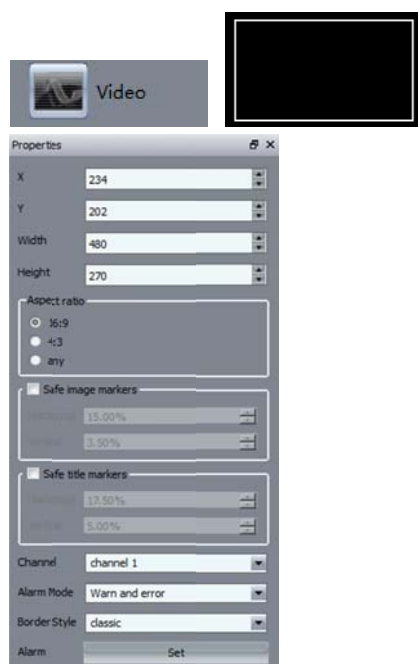 Video
Properties
X 234
Y 202
Width 480
Height 270
Aspect ratio
16:9
4:3
any
Safe image markers
15.00%
3.50%
Safe title markers
17.50%
5.00%
Channel channel 1
Alarm Mode Warn and error
Border Style classic
Alarm Set